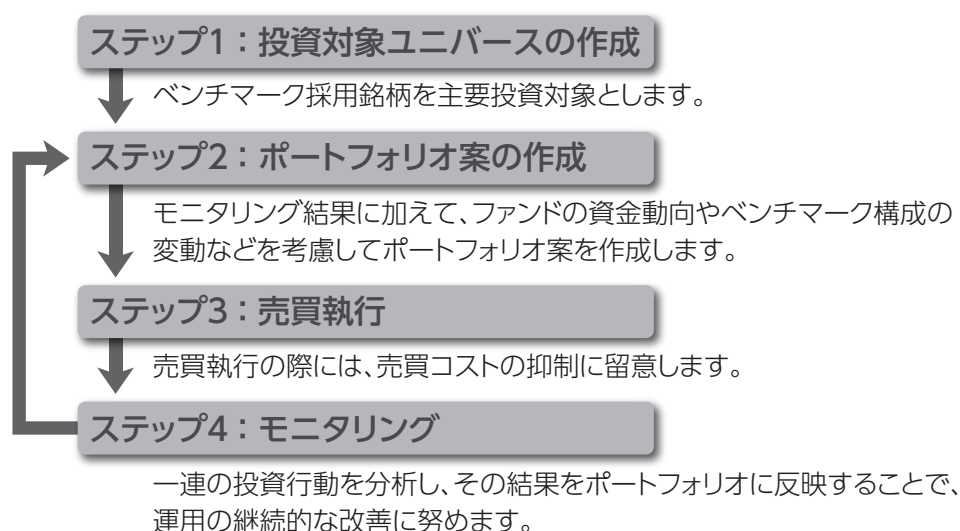 ステップ1：投資対象ユニバースの作成
ベンチマーク採用銘柄を主要投資対象とします。
ステップ2：ポートフォリオ案の作成
モニタリング結果に加えて、ファンドの資金動向やベンチマーク構成の
変動などを考慮してポートフォリオ案を作成します。
ステップ3：売買執行
売買執行の際には、売買コストの抑制に留意します。
ステップ4：モニタリング
一連の投資行動を分析し、その結果をポートフォリオに反映することで、
運用の継続的な改善に努めます。